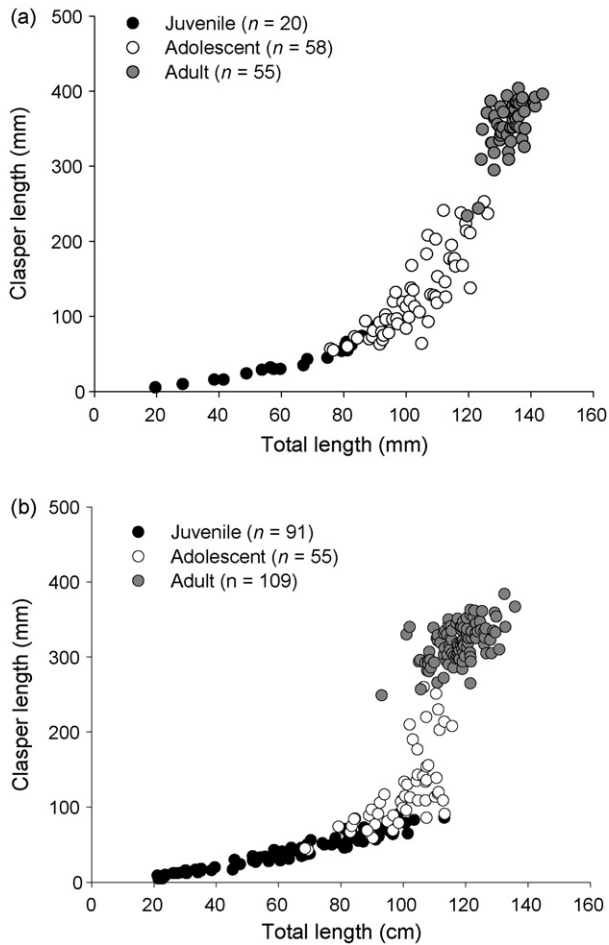 (a)
500
400
300
200
100
0
Clasper length (mm)
Juvenile (n = 20)
Adolescent (n = 58)
Adult (n = 55)
0 20 40 60 80 100 120 140 160
Total length (mm)
(b)
500
400
300
200
100
0
Clasper length (mm)
Juvenile (n = 91)
Adolescent (n = 55)
Adult (n = 109)
0 20 40 60 80 100 120 140 160
Total length (cm)